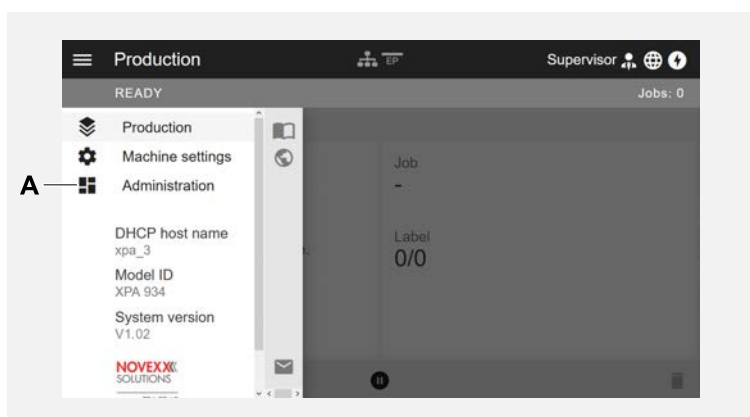 Production
EP
Supervisor
READY
Jobs: 0
Production
Machine settings
A
Administration
DHCP host name
xpa_3
Model ID
XPA 934
System version
V1.02
NOVEXX
SOLUTIONS
Job
-
Label
0/0